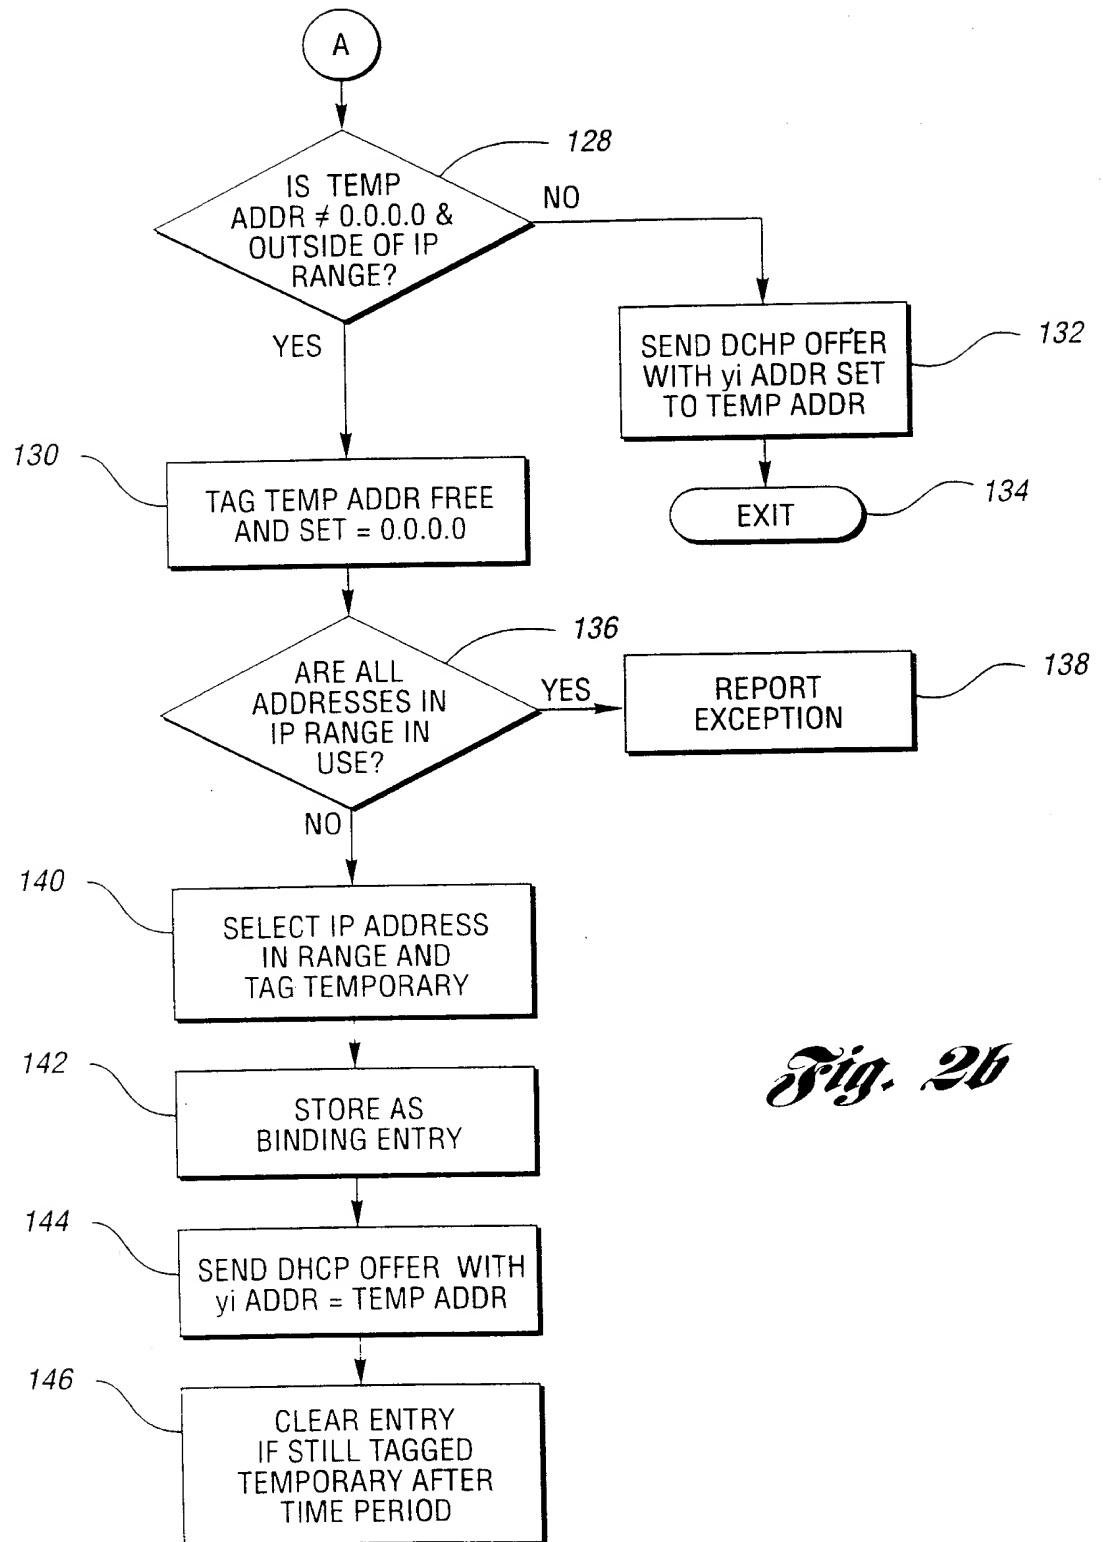 A
128
IS TEMP
ADDR ≠ 0.0.0.0 &
OUTSIDE OF IP
RANGE?
NO
YES
SEND DCHP OFFER
WITH yi ADDR SET
TO TEMP ADDR
132
130
TAG TEMP ADDR FREE
AND SET = 0.0.0.0
EXIT
134
136
ARE ALL
ADDRESSES IN
IP RANGE IN
USE?
YES
REPORT
EXCEPTION
138
NO
140
SELECT IP ADDRESS
IN RANGE AND
TAG TEMPORARY
142
STORE AS
BINDING ENTRY
Fig. 2b
144
SEND DHCP OFFER WITH
yi ADDR = TEMP ADDR
146
CLEAR ENTRY
IF STILL TAGGED
TEMPORARY AFTER
TIME PERIOD